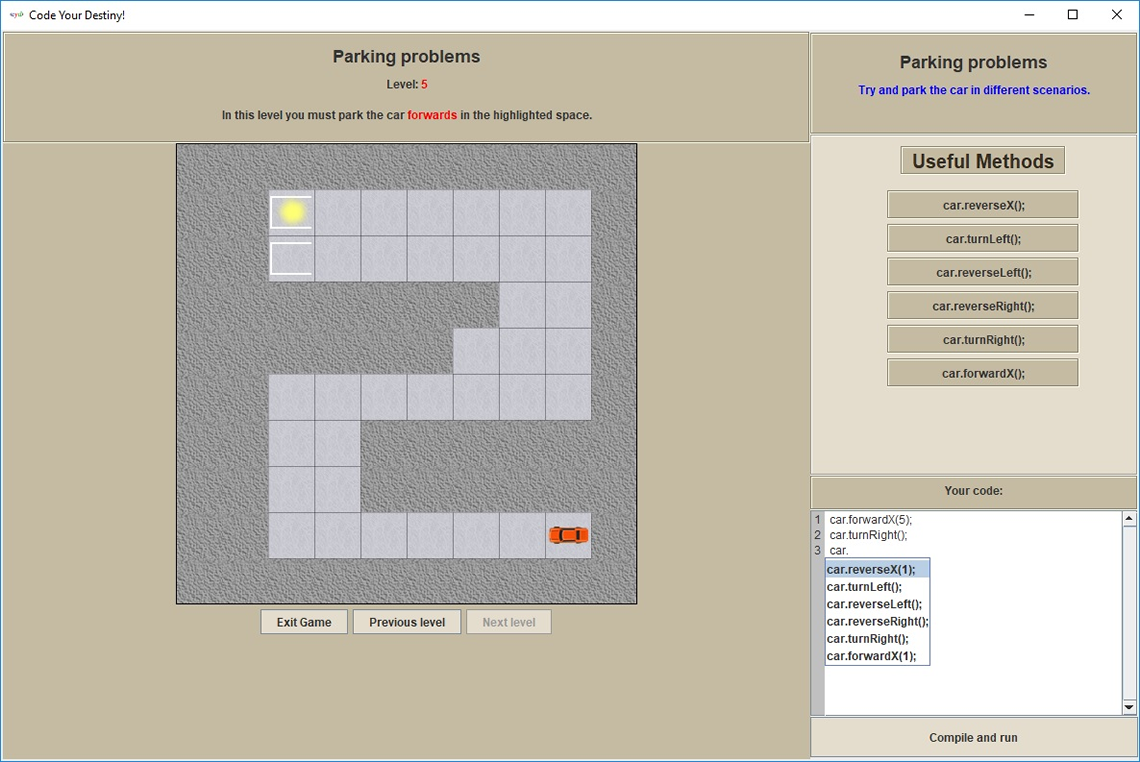 Code Your Destiny!
Parking problems
Level: 5
In this level you must park the car forwards in the highlighted space.
Exit Game
Previous level
Next level
Parking problems
Try and park the car in different scenarios.
Useful Methods
car.reverseX();
car.turnLeft();
car.reverseLeft();
car.reverseRight();
car.turnRight();
car.forwardX();
Your code:
1 car.forwardX(5);
2 car.turnRight();
3 car.
car.reverseX(1);
car.turnLeft();
car.reverseLeft();
car.reverseRight();
car.turnRight();
car.forwardX(1);
Compile and run